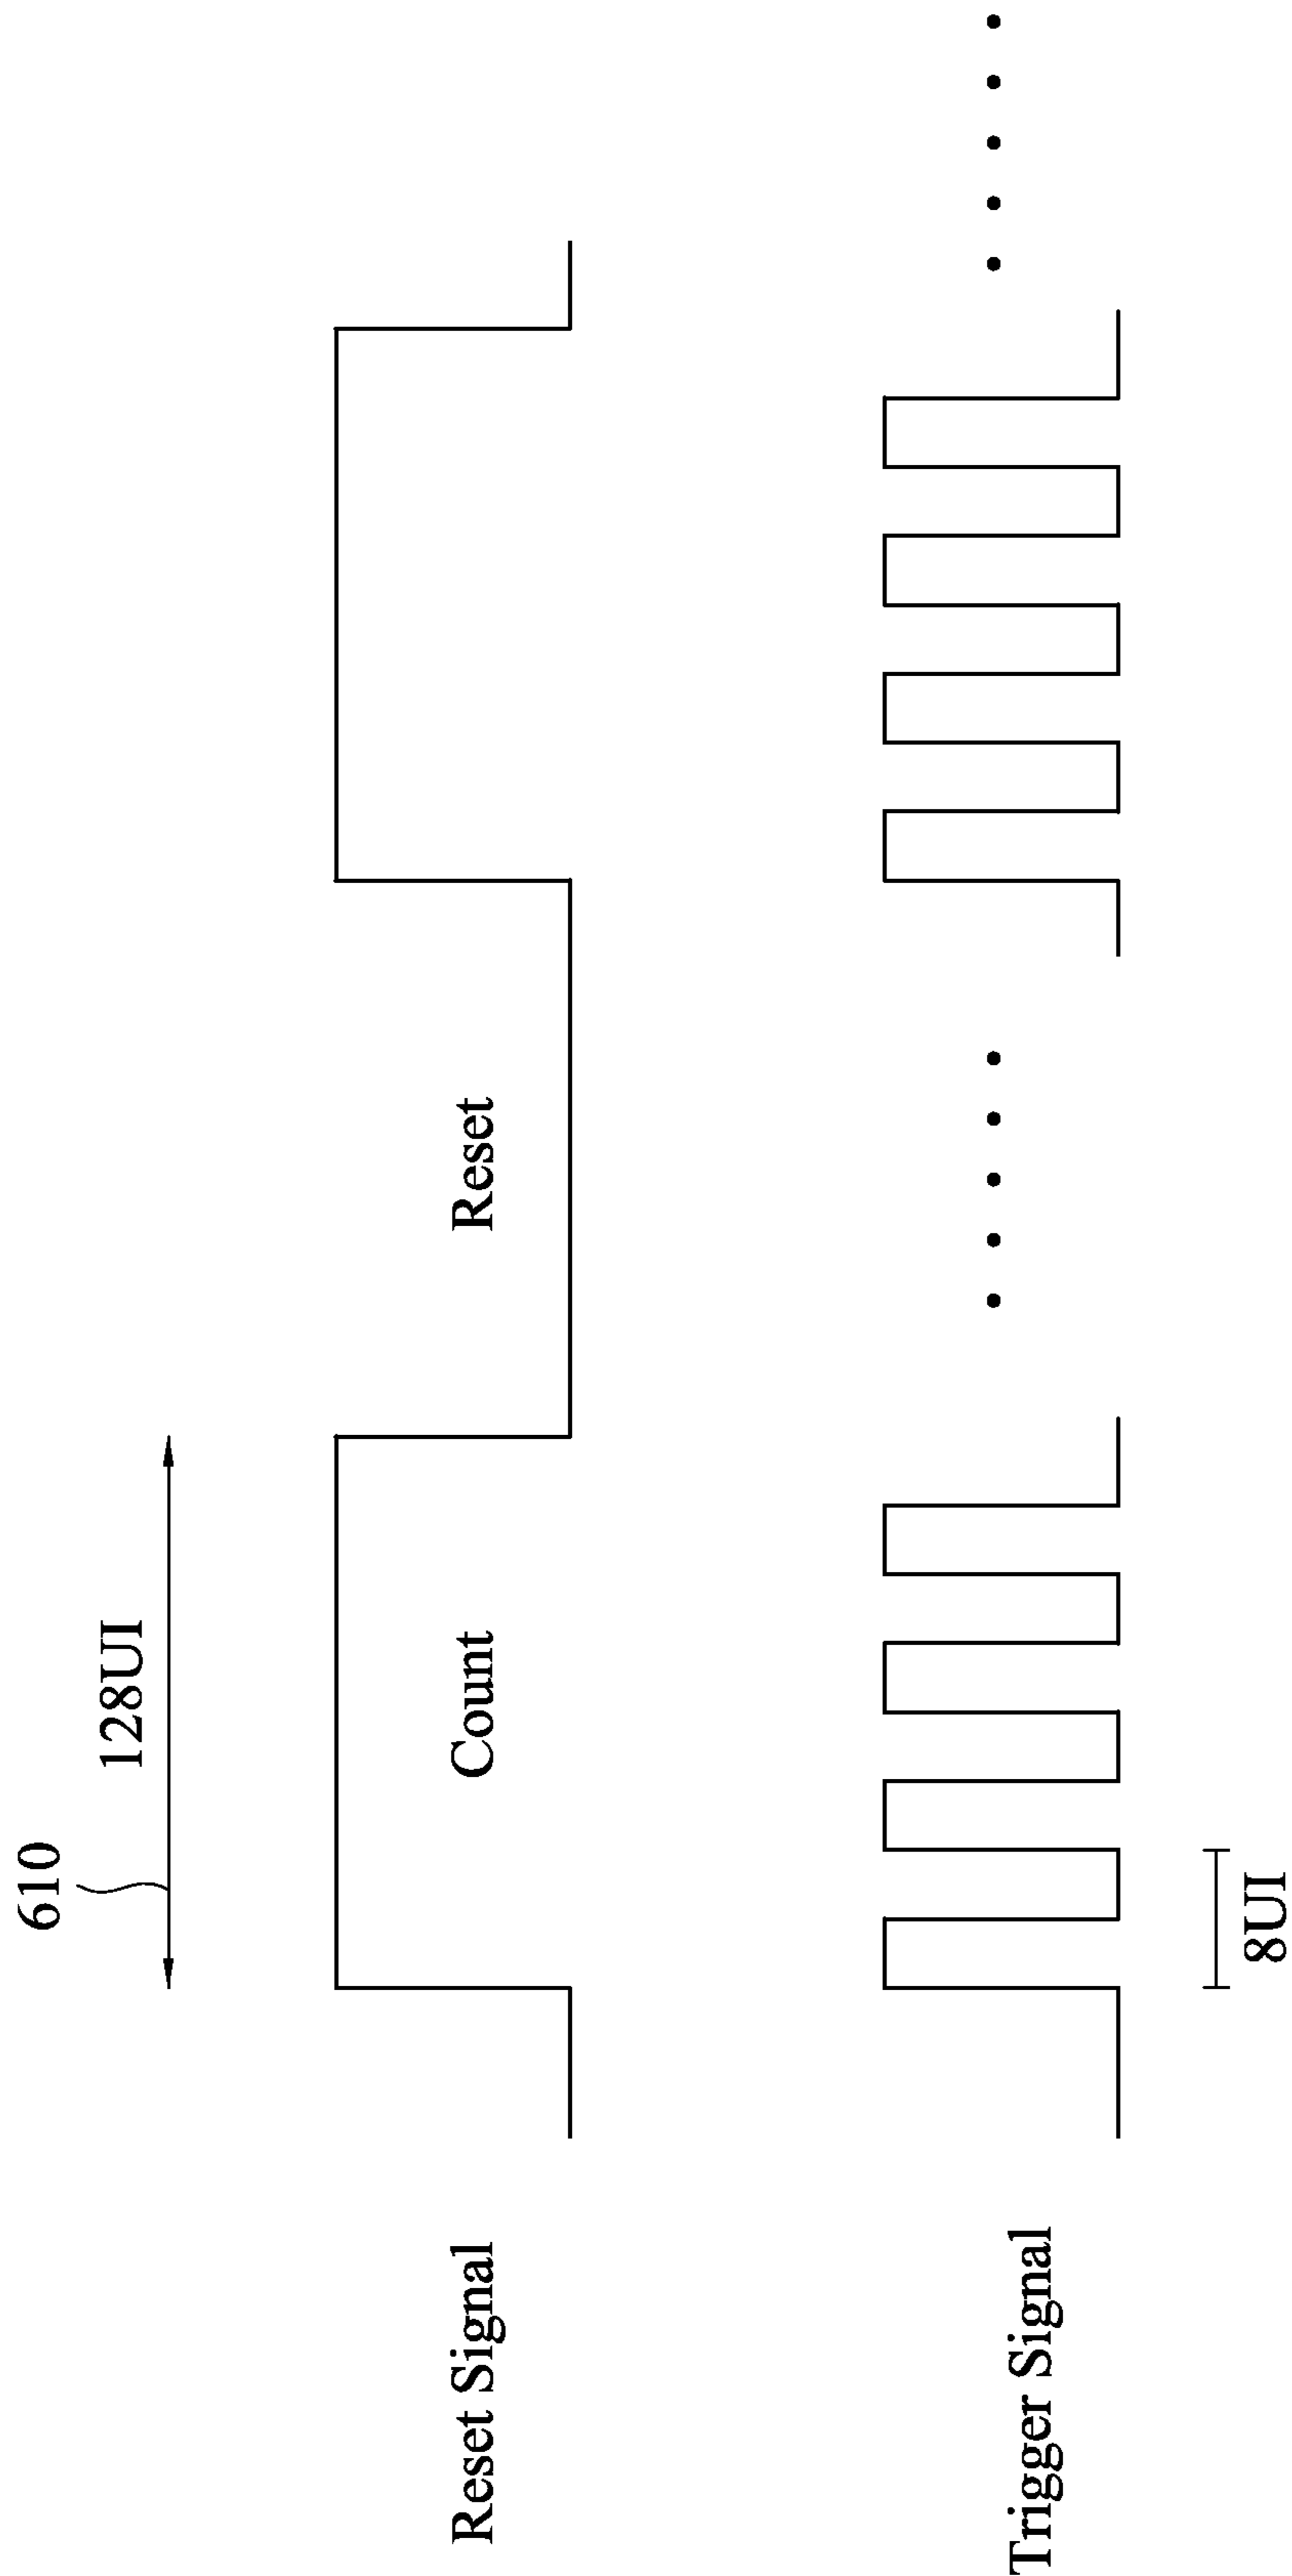 610
128UI
Reset Signal
Count
Reset
Trigger Signal
8UI